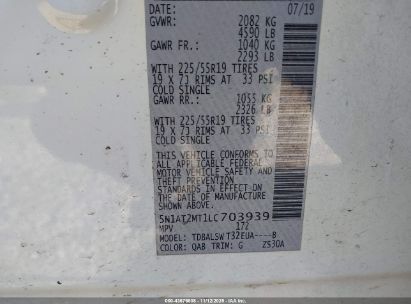 DATE: 07/19
GVWR: 2082 KG
4590 LB
GAWR FR.: 1040 KG
2293 LB
WITH 225/55R19 TIRES
19 X 7J RIMS AT 33 PSI
COLD SINGLE
GAWR RR.: 1055 KG
2326 LB
WITH 225/55R19 TIRES
19 X 7J RIMS AT 33 PSI
COLD SINGLE
THIS VEHICLE CONFORMS TO
ALL APPLICABLE FEDERAL
MOTOR VEHICLE SAFETY AND
THEFT PREVENTION
STANDARDS IN EFFECT ON
THE DATE OF MANUFACTURE
SHOWN ABOVE.
5N1AT2MT1LC703939
MPV 172
MODEL: TDBALSWT32EUA----B
COLOR: QAB TRIM: G ZS30A